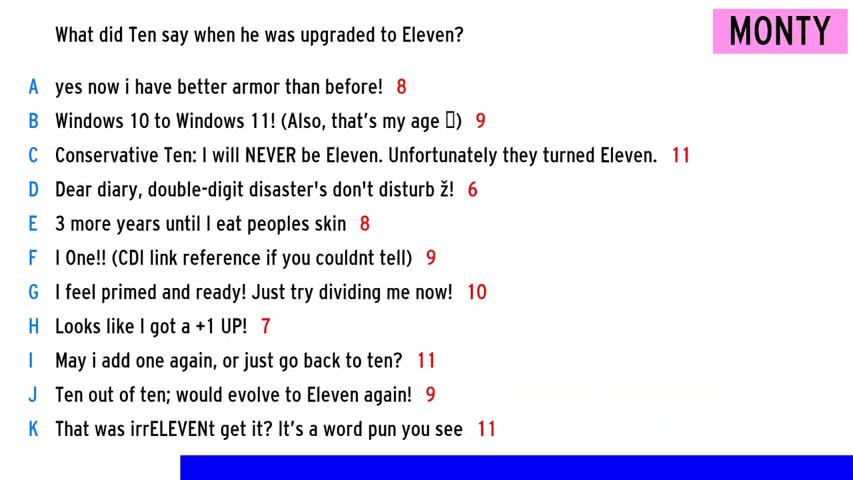 What did Ten say when he was upgraded to Eleven?
MONTY
A yes now i have better armor than before! 8
B Windows 10 to Windows 11! (Also, that's my age ▯) 9
C Conservative Ten: I will NEVER be Eleven. Unfortunately they turned Eleven. 11
D Dear diary, double-digit disaster's don't disturb ž! 6
E 3 more years until I eat peoples skin 8
F I One!! (CDI link reference if you couldnt tell) 9
G I feel primed and ready! Just try dividing me now! 10
H Looks like I got a +1 UP! 7
I May i add one again, or just go back to ten? 11
J Ten out of ten; would evolve to Eleven again! 9
K That was irrELEVENt get it? It's a word pun you see 11